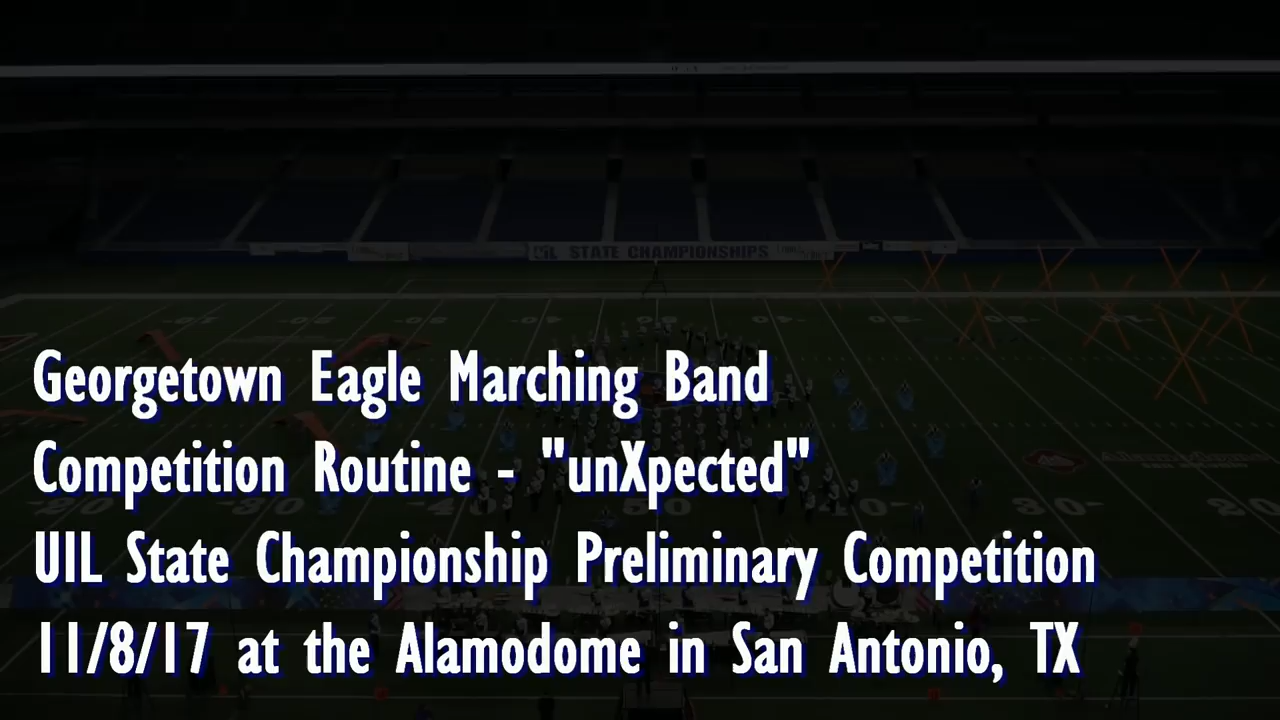 UIL STATE CHAMPIONSHIPS
Georgetown Eagle Marching Band
Competition Routine - "unXpected"
UIL State Championship Preliminary Competition
11/8/17 at the Alamodome in San Antonio, TX